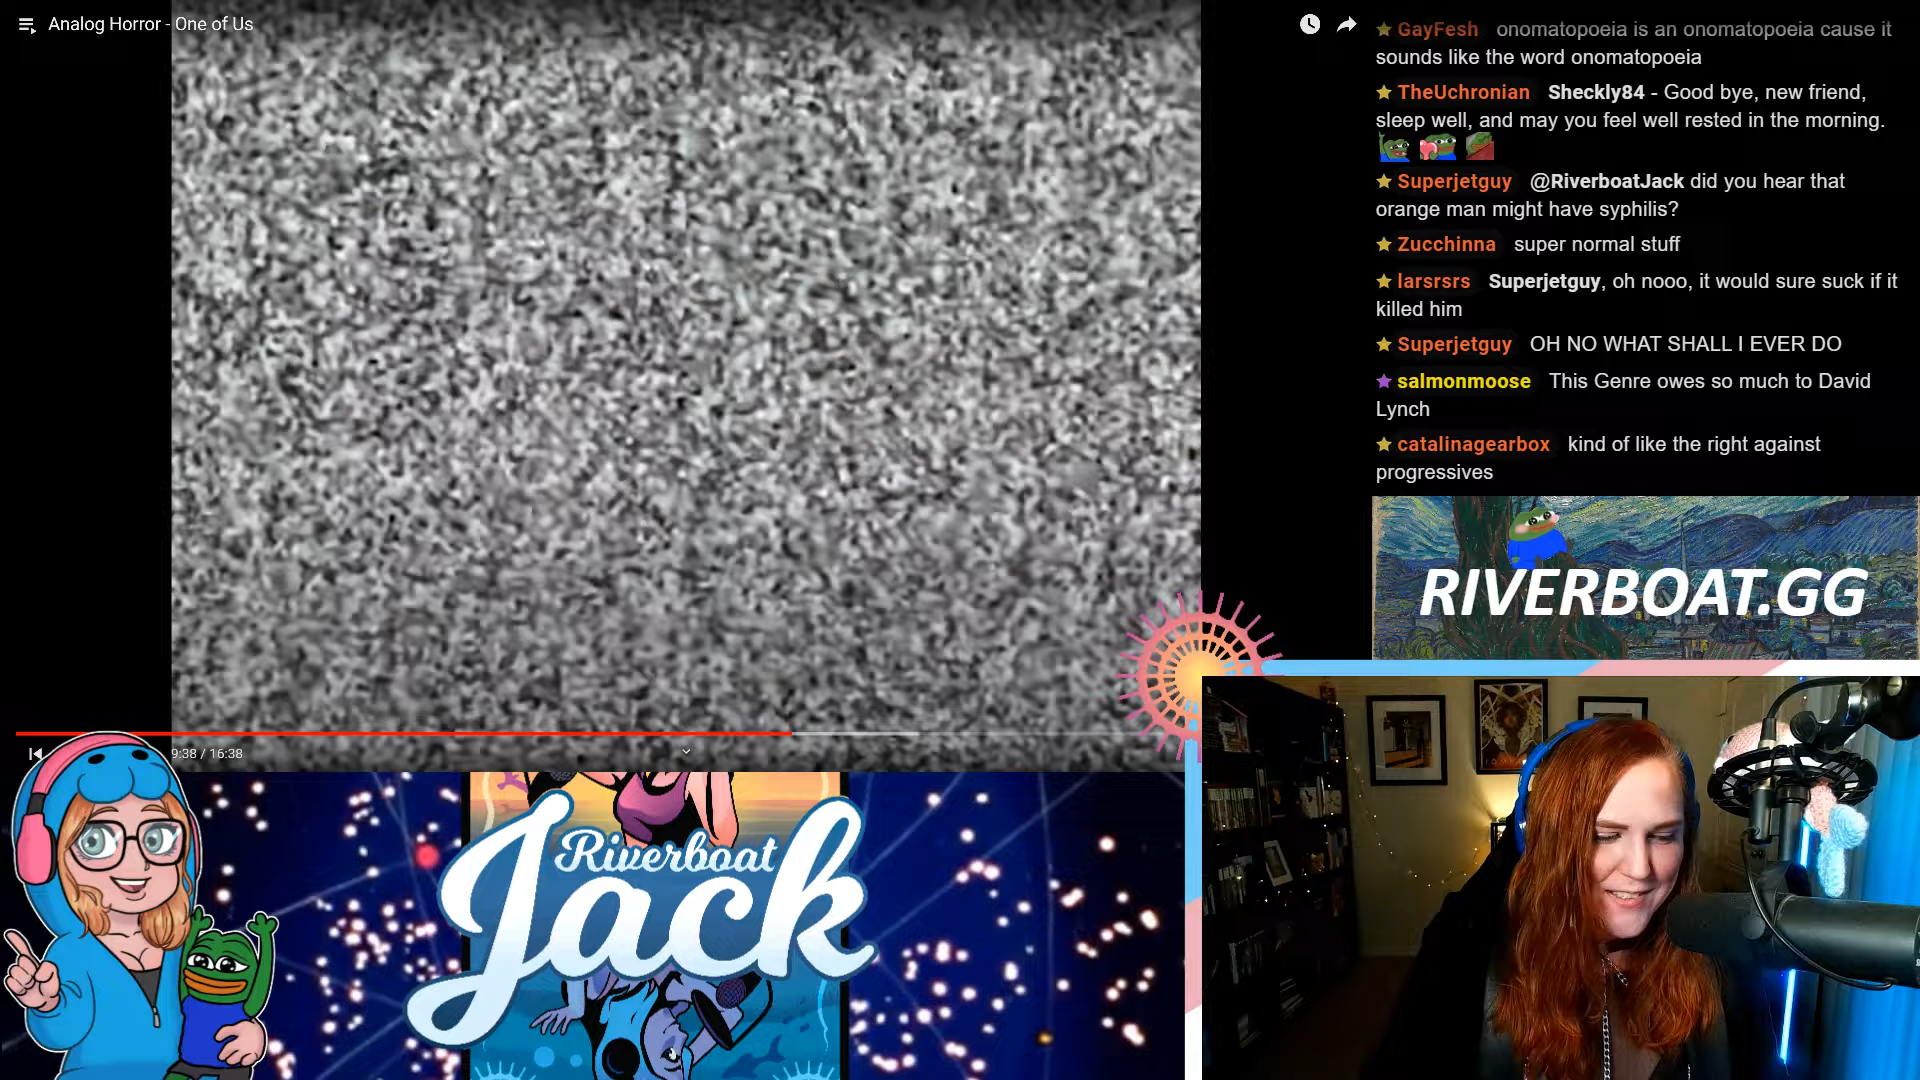 Analog Horror - One of Us
GayFesh onomatopoeia is an onomatopoeia cause it
sounds like the word onomatopoeia
TheUchronian Sheckly84 - Good bye, new friend,
sleep well, and may you feel well rested in the morning.
Superjetguy @RiverboatJack did you hear that
orange man might have syphilis?
Zucchinna super normal stuff
larsrsrs Superjetguy, oh nooo, it would sure suck if it
killed him
Superjetguy OH NO WHAT SHALL I EVER DO
salmonmoose This Genre owes so much to David
Lynch
catalinagearbox kind of like the right against
progressives
RIVERBOAT.GG
9:38 / 16:38
Riverboat
Jack